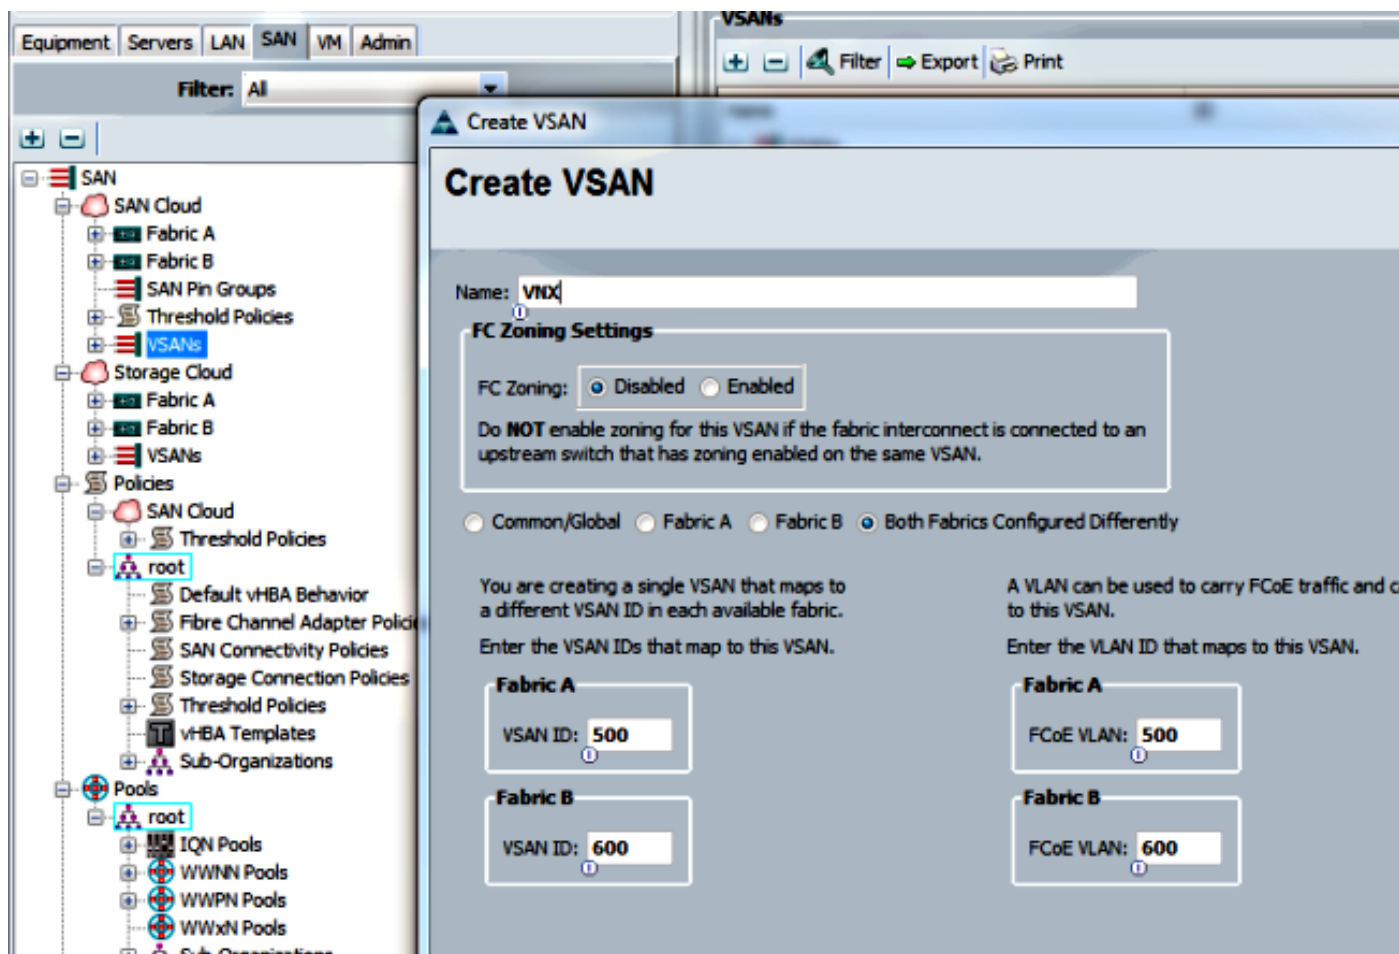 Equipment Servers LAN SAN VM Admin
Filter: All
SAN
SAN Cloud
Fabric A
Fabric B
SAN Pin Groups
Threshold Policies
VSANs
Storage Cloud
Fabric A
Fabric B
VSANs
Policies
SAN Cloud
Threshold Policies
root
Default vHBA Behavior
Fibre Channel Adapter Policie
SAN Connectivity Policies
Storage Connection Policies
Threshold Policies
vHBA Templates
Sub-Organizations
Pools
root
IQN Pools
WWNN Pools
WWPN Pools
WWxN Pools
Sub-Organizations
VSANs
Filter Export Print
Create VSAN
Create VSAN
Name: VNX
FC Zoning Settings
FC Zoning: Disabled Enabled
Do NOT enable zoning for this VSAN if the fabric interconnect is connected to an
upstream switch that has zoning enabled on the same VSAN.
Common/Global Fabric A Fabric B Both Fabrics Configured Differently
You are creating a single VSAN that maps to
a different VSAN ID in each available fabric.
Enter the VSAN IDs that map to this VSAN.
Fabric A
VSAN ID: 500
Fabric B
VSAN ID: 600
A VLAN can be used to carry FCoE traffic and c
to this VSAN.
Enter the VLAN ID that maps to this VSAN.
Fabric A
FCoE VLAN: 500
Fabric B
FCoE VLAN: 600